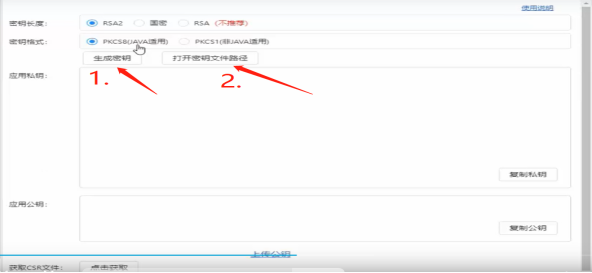 使用说明
密钥长度: RSA2 国密 RSA (不推荐)
密钥格式: PKCS8(JAVA适用) PKCS1(非JAVA适用)
生成密钥 打开密钥文件路径
1. 2.
应用私钥:
复制私钥
应用公钥:
复制公钥
上传公钥
获取CSR文件: 点击获取